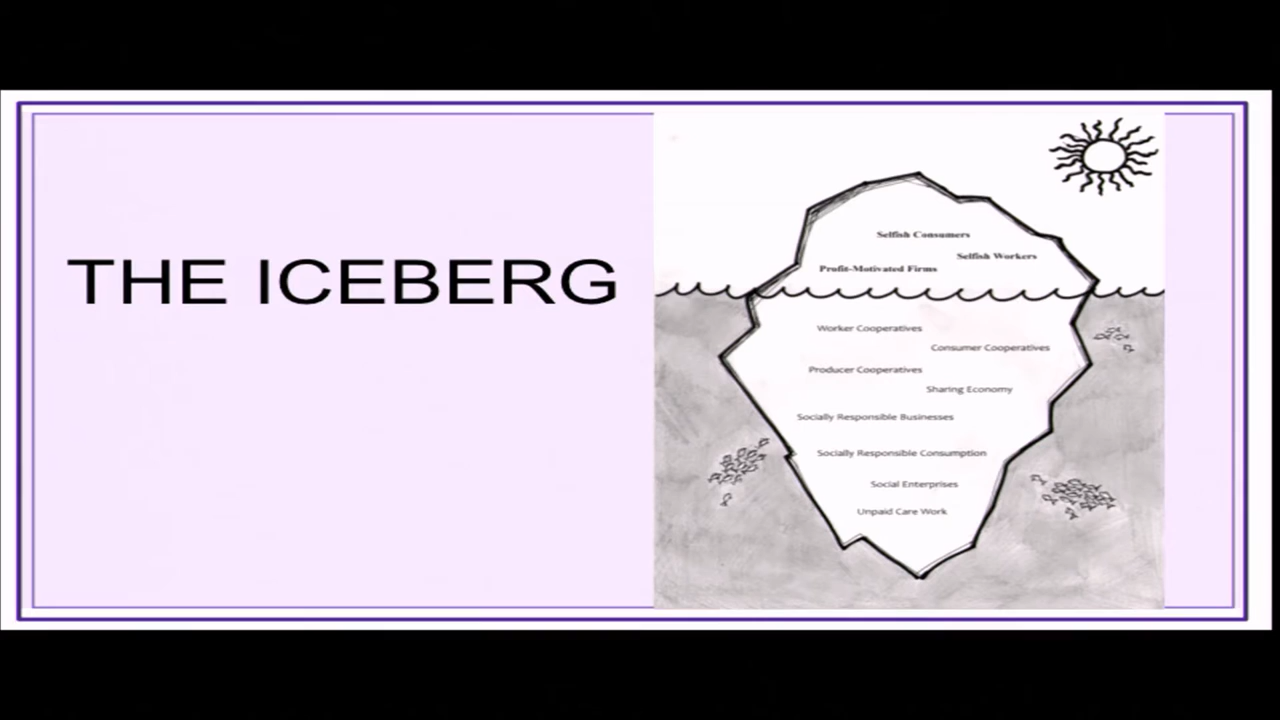 THE ICEBERG
Selfish Consumers
Selfish Workers
Profit-Motivated Firms
Worker Cooperatives
Consumer Cooperatives
Producer Cooperatives
Sharing Economy
Socially Responsible Businesses
Socially Responsible Consumption
Social Enterprises
Unpaid Care Work